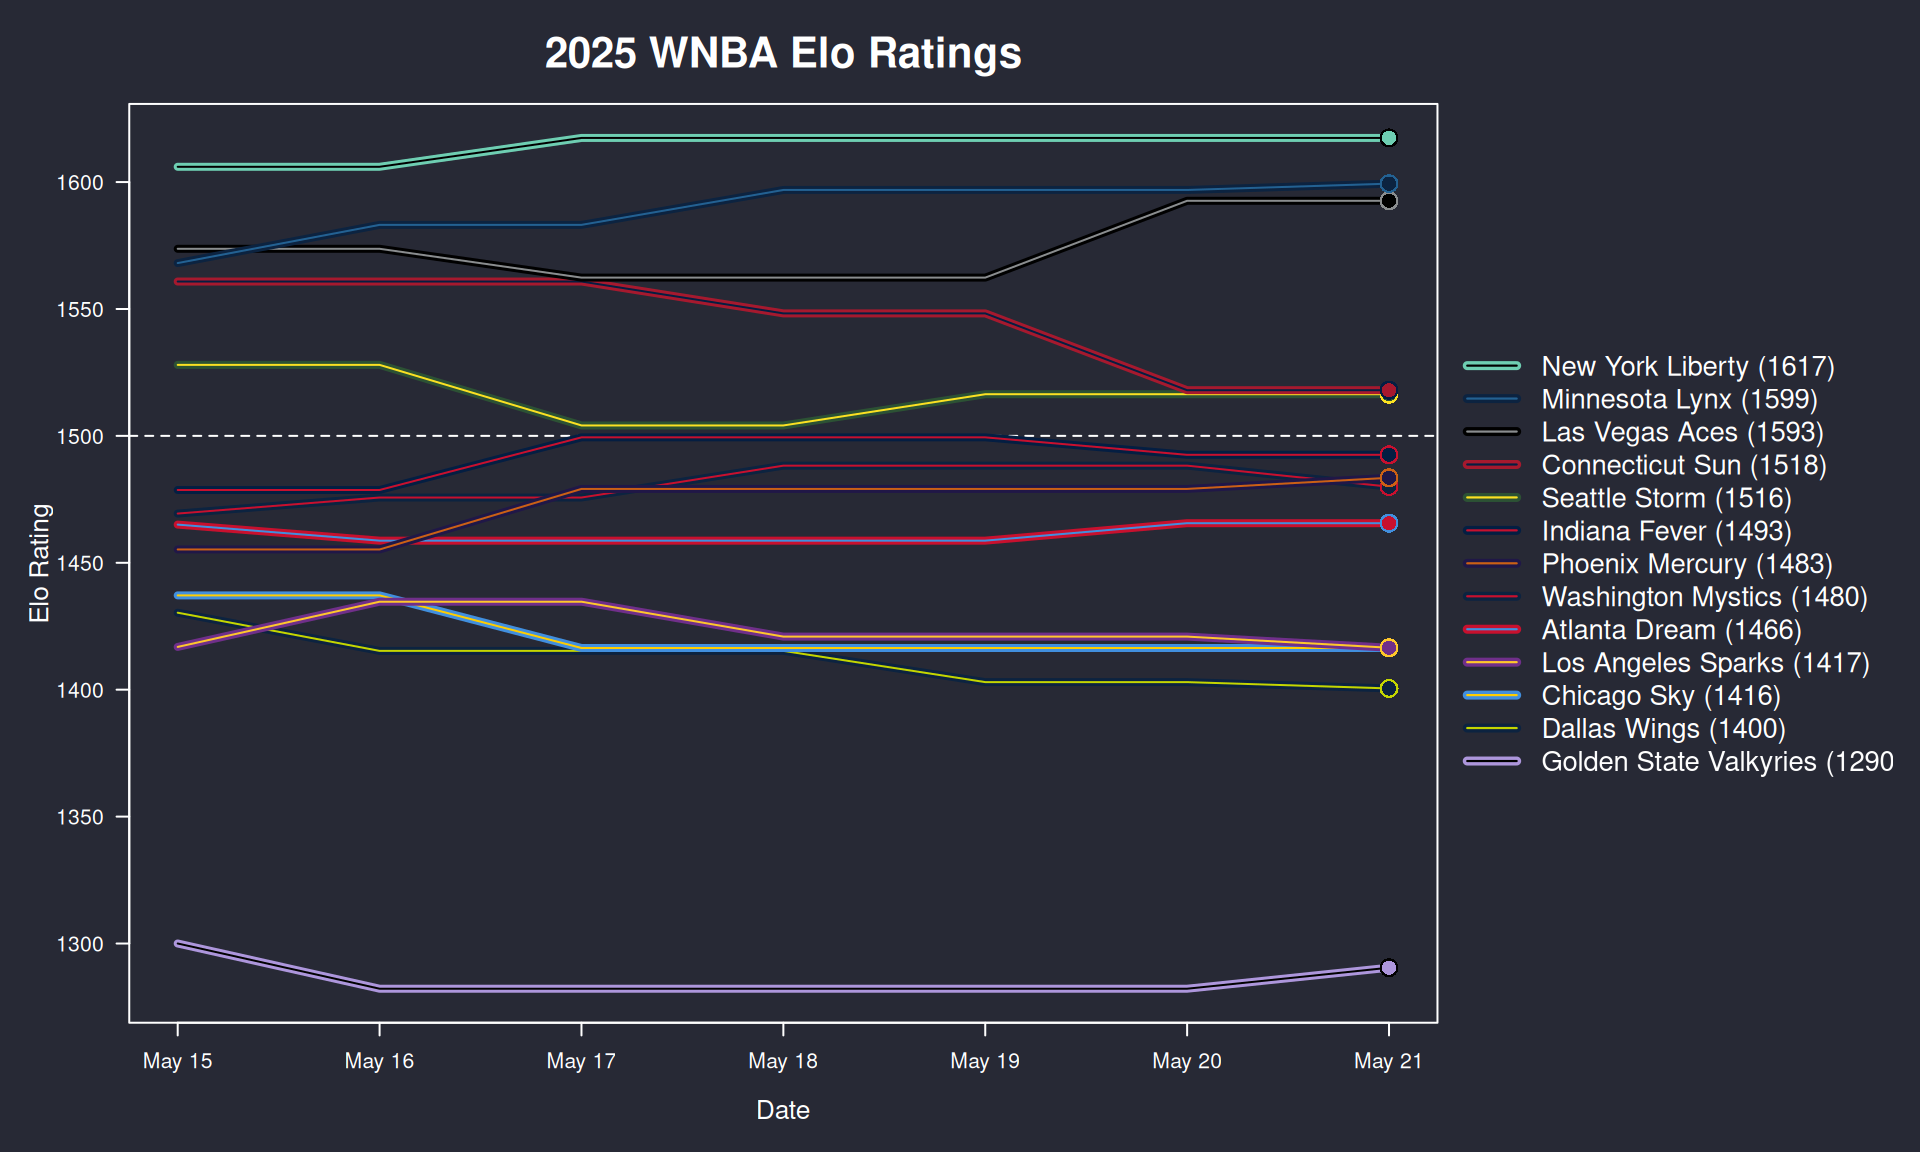 2025 WNBA Elo Ratings
Elo Rating
1600
1550
1500
1450
1400
1350
1300
May 15 May 16 May 17 May 18 May 19 May 20 May 21
Date
New York Liberty (1617)
Minnesota Lynx (1599)
Las Vegas Aces (1593)
Connecticut Sun (1518)
Seattle Storm (1516)
Indiana Fever (1493)
Phoenix Mercury (1483)
Washington Mystics (1480)
Atlanta Dream (1466)
Los Angeles Sparks (1417)
Chicago Sky (1416)
Dallas Wings (1400)
Golden State Valkyries (1290